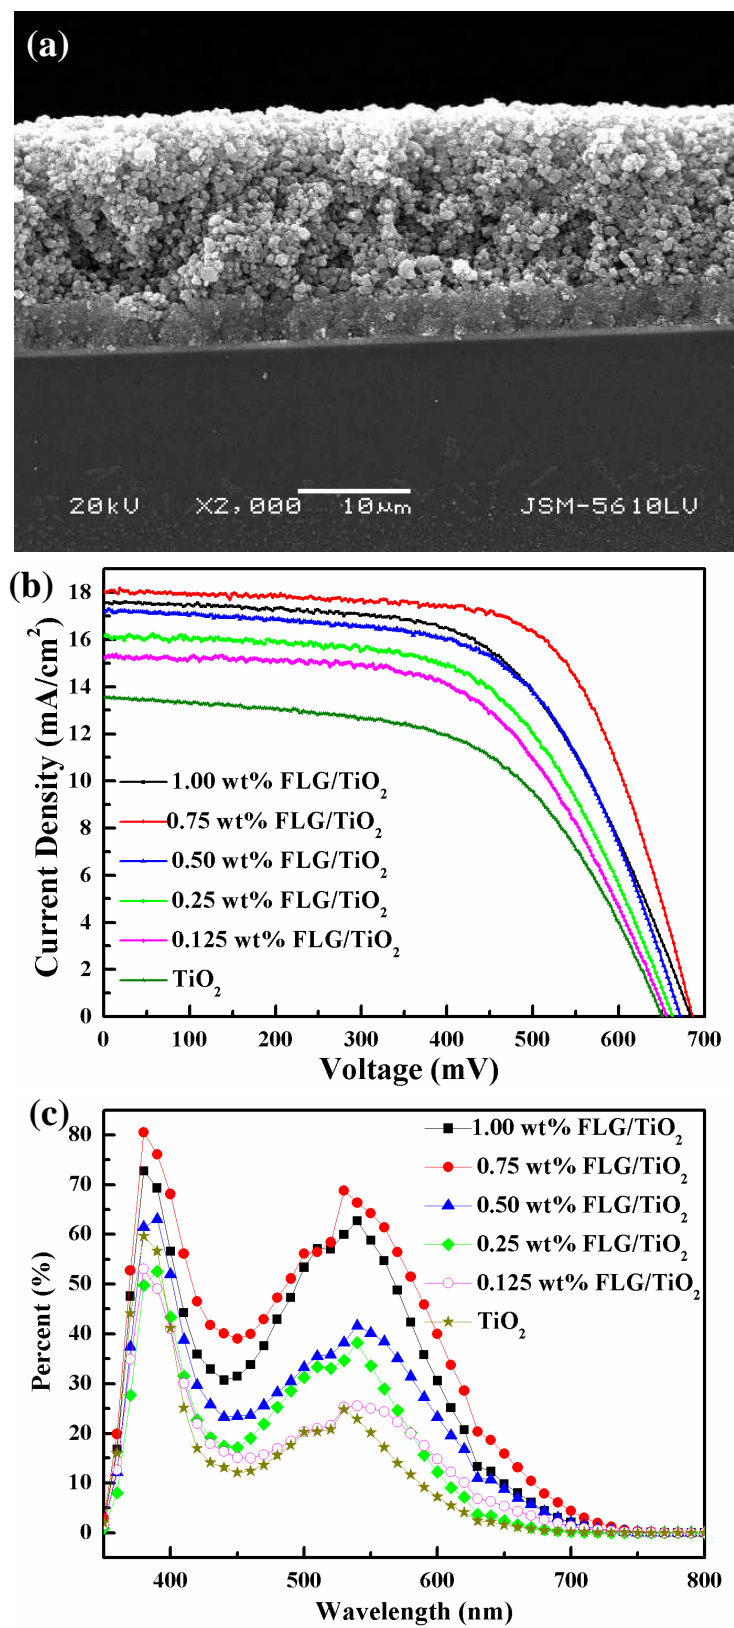 (a)
20kV X2,000 10μm JSM-5610LV
(b)
Current Density (mA/cm²)
18
16
14
12
10
8
6
4
2
0
1.00 wt% FLG/TiO₂
0.75 wt% FLG/TiO₂
0.50 wt% FLG/TiO₂
0.25 wt% FLG/TiO₂
0.125 wt% FLG/TiO₂
TiO₂
0 100 200 300 400 500 600 700
Voltage (mV)
(c)
Percent (%)
80
70
60
50
40
30
20
10
0
1.00 wt% FLG/TiO₂
0.75 wt% FLG/TiO₂
0.50 wt% FLG/TiO₂
0.25 wt% FLG/TiO₂
0.125 wt% FLG/TiO₂
TiO₂
400 500 600 700 800
Wavelength (nm)